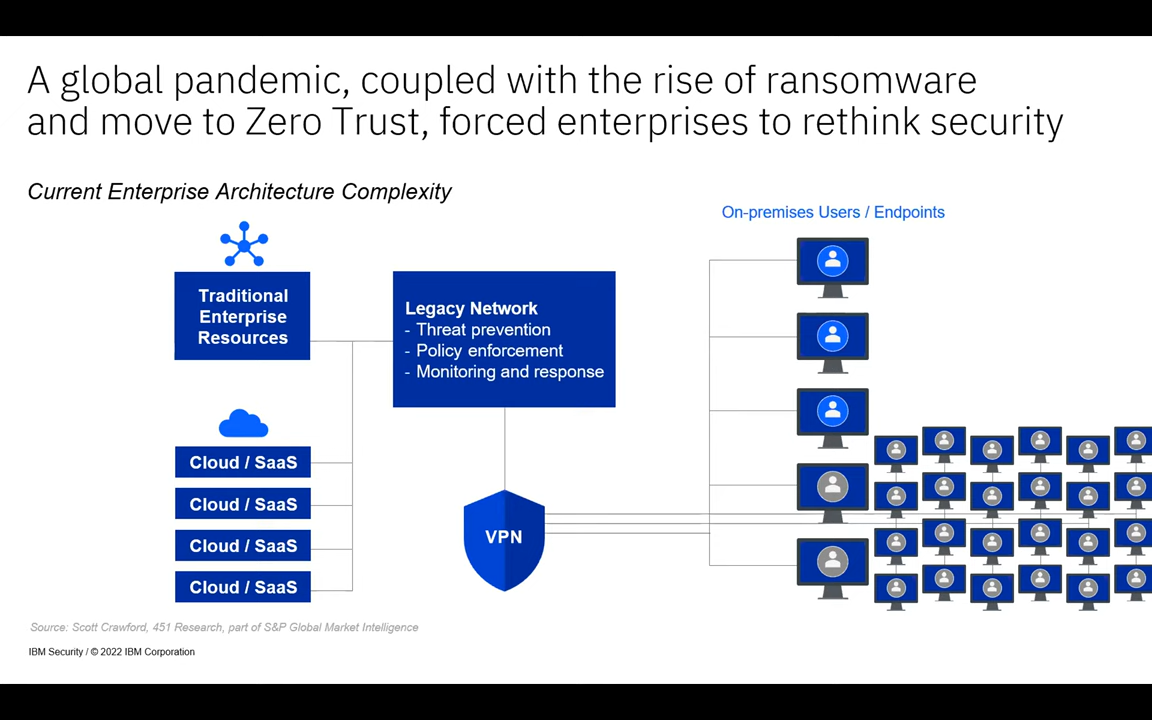 A global pandemic, coupled with the rise of ransomware
and move to Zero Trust, forced enterprises to rethink security
Current Enterprise Architecture Complexity
On-premises Users / Endpoints
Traditional
Enterprise
Resources
Legacy Network
- Threat prevention
- Policy enforcement
- Monitoring and response
Cloud / SaaS
Cloud / SaaS
Cloud / SaaS
Cloud / SaaS
VPN
Source: Scott Crawford, 451 Research, part of S&P Global Market Intelligence
IBM Security / © 2022 IBM Corporation